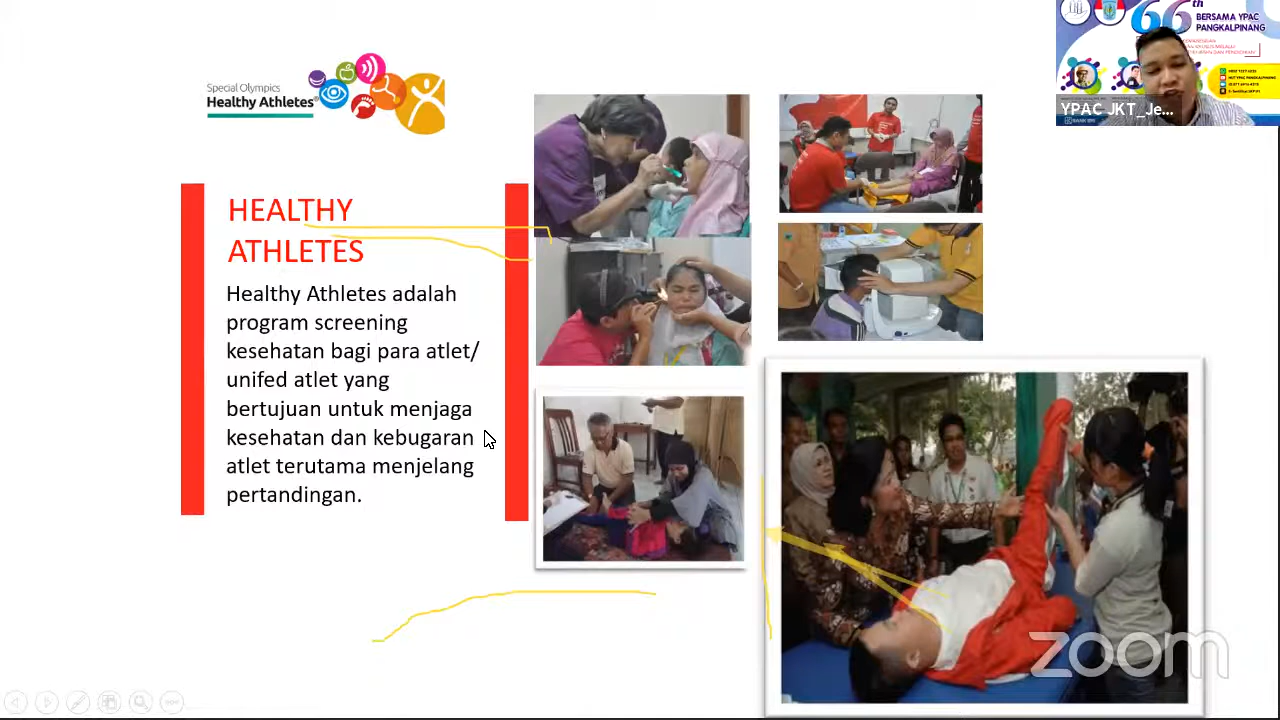 Special Olympics
Healthy Athletes®
HEALTHY
ATHLETES
Healthy Athletes adalah
program screening
kesehatan bagi para atlet/
unifed atlet yang
bertujuan untuk menjaga
kesehatan dan kebugaran
atlet terutama menjelang
pertandingan.
66th
BERSAMA YPAC
PANGKALPINANG
YPAC JKT_Je...
zoom